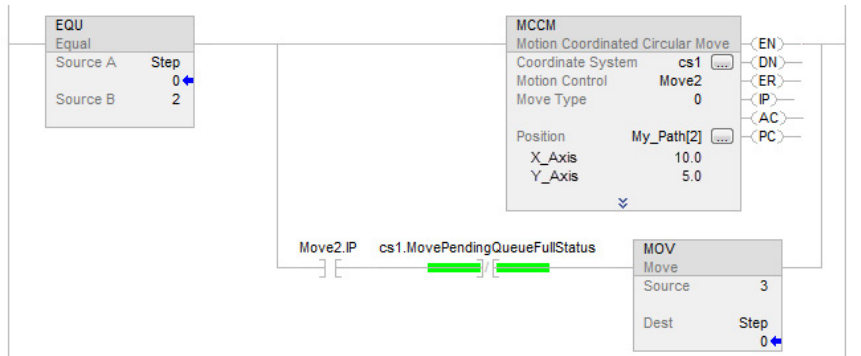 EQU
Equal
Source A Step
0
Source B 2
MCCM
Motion Coordinated Circular Move
Coordinate System cs1 ...
Motion Control Move2
Move Type 0
Position My_Path[2] ...
X_Axis 10.0
Y_Axis 5.0
EN
DN
ER
IP
AC
PC
Move2.IP cs1.MovePendingQueueFullStatus
MOV
Move
Source 3
Dest Step
0